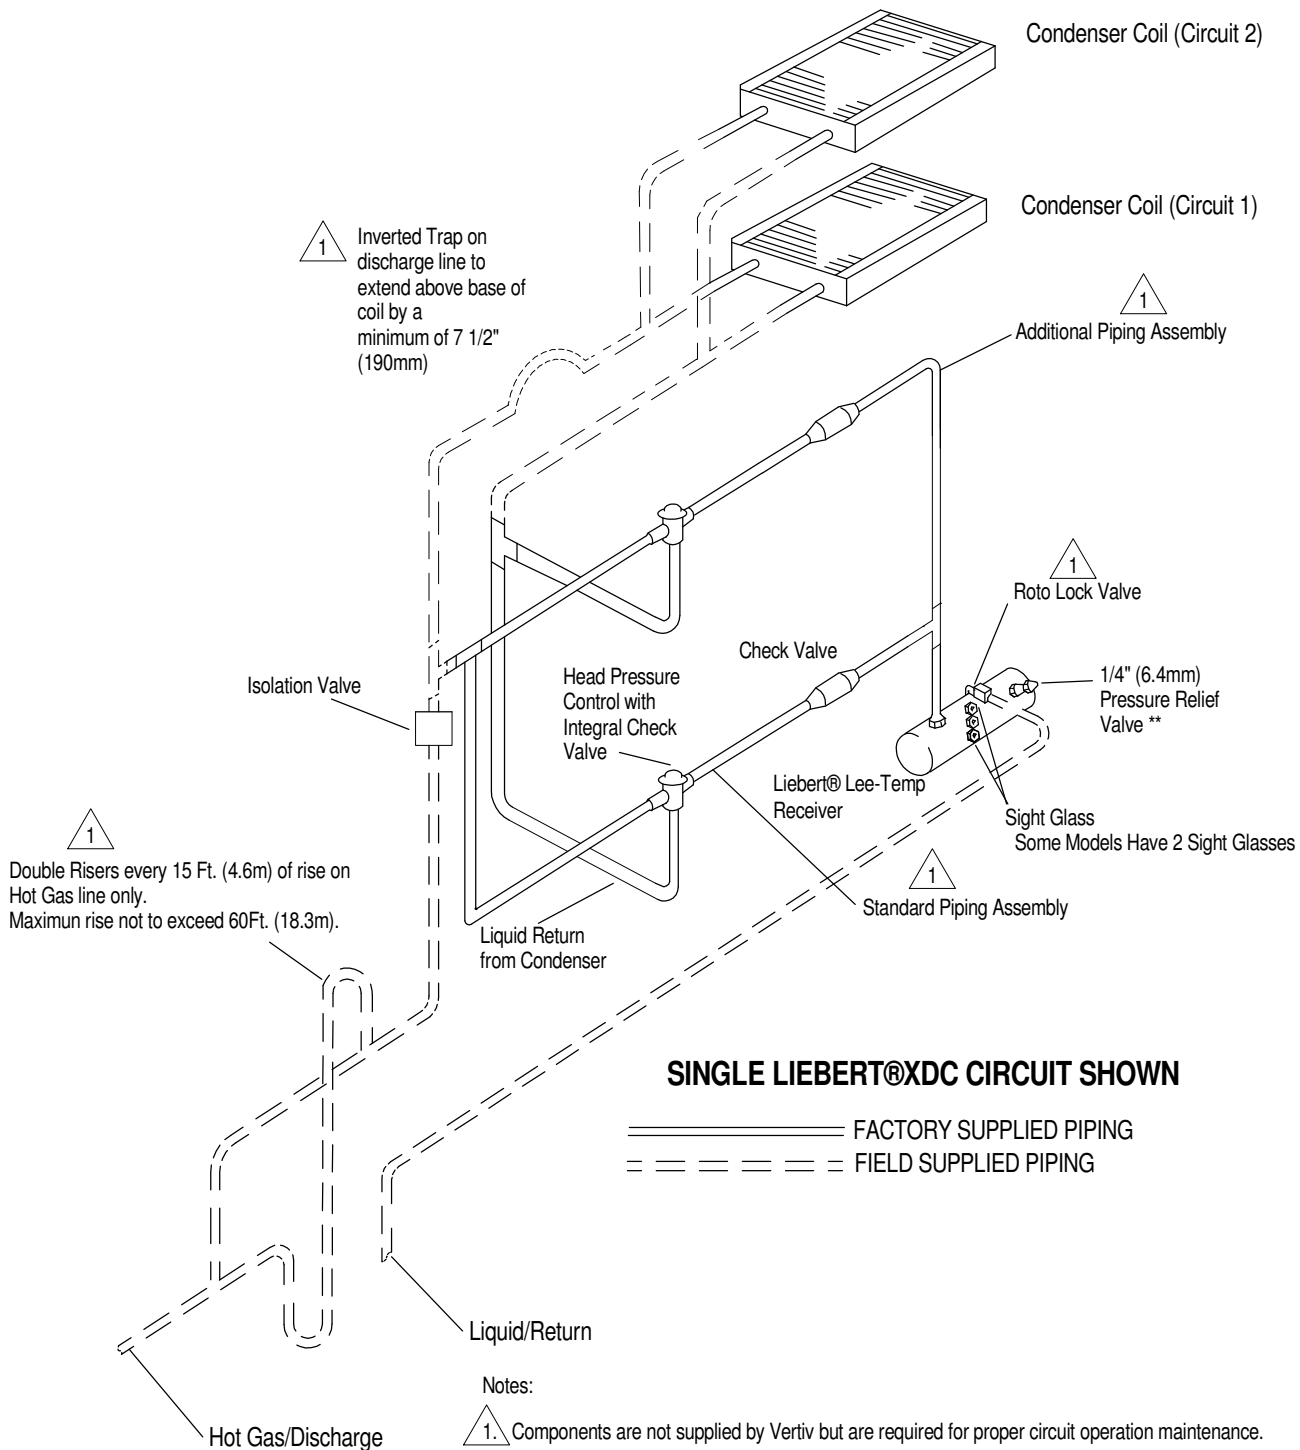 Condenser Coil (Circuit 2)
Condenser Coil (Circuit 1)
1
Inverted Trap on
discharge line to
extend above base of
coil by a
minimum of 7 1/2"
(190mm)
1
Additional Piping Assembly
1
Roto Lock Valve
Check Valve
1/4" (6.4mm)
Pressure Relief
Valve **
Isolation Valve
Head Pressure
Control with
Integral Check
Valve
Liebert® Lee-Temp
Receiver
Sight Glass
Some Models Have 2 Sight Glasses
1
Double Risers every 15 Ft. (4.6m) of rise on
Hot Gas line only.
Maximun rise not to exceed 60Ft. (18.3m).
1
Standard Piping Assembly
Liquid Return
from Condenser
SINGLE LIEBERT®XDC CIRCUIT SHOWN
FACTORY SUPPLIED PIPING
FIELD SUPPLIED PIPING
Liquid/Return
Hot Gas/Discharge
Notes:
1. Components are not supplied by Vertiv but are required for proper circuit operation maintenance.